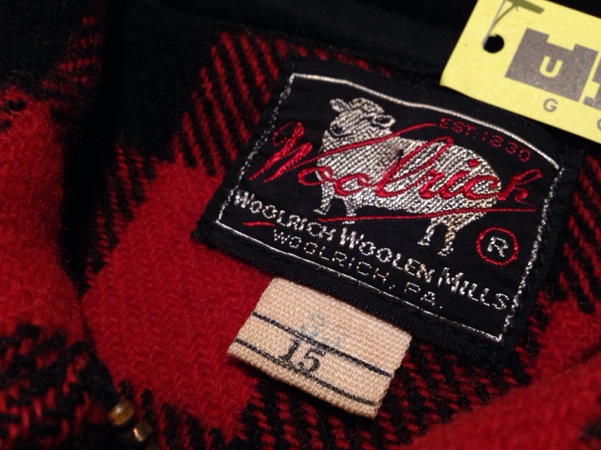 EST. 1830
Woolrich
WOOLRICH WOOLEN MILLS
WOOLRICH, PA.
®
15